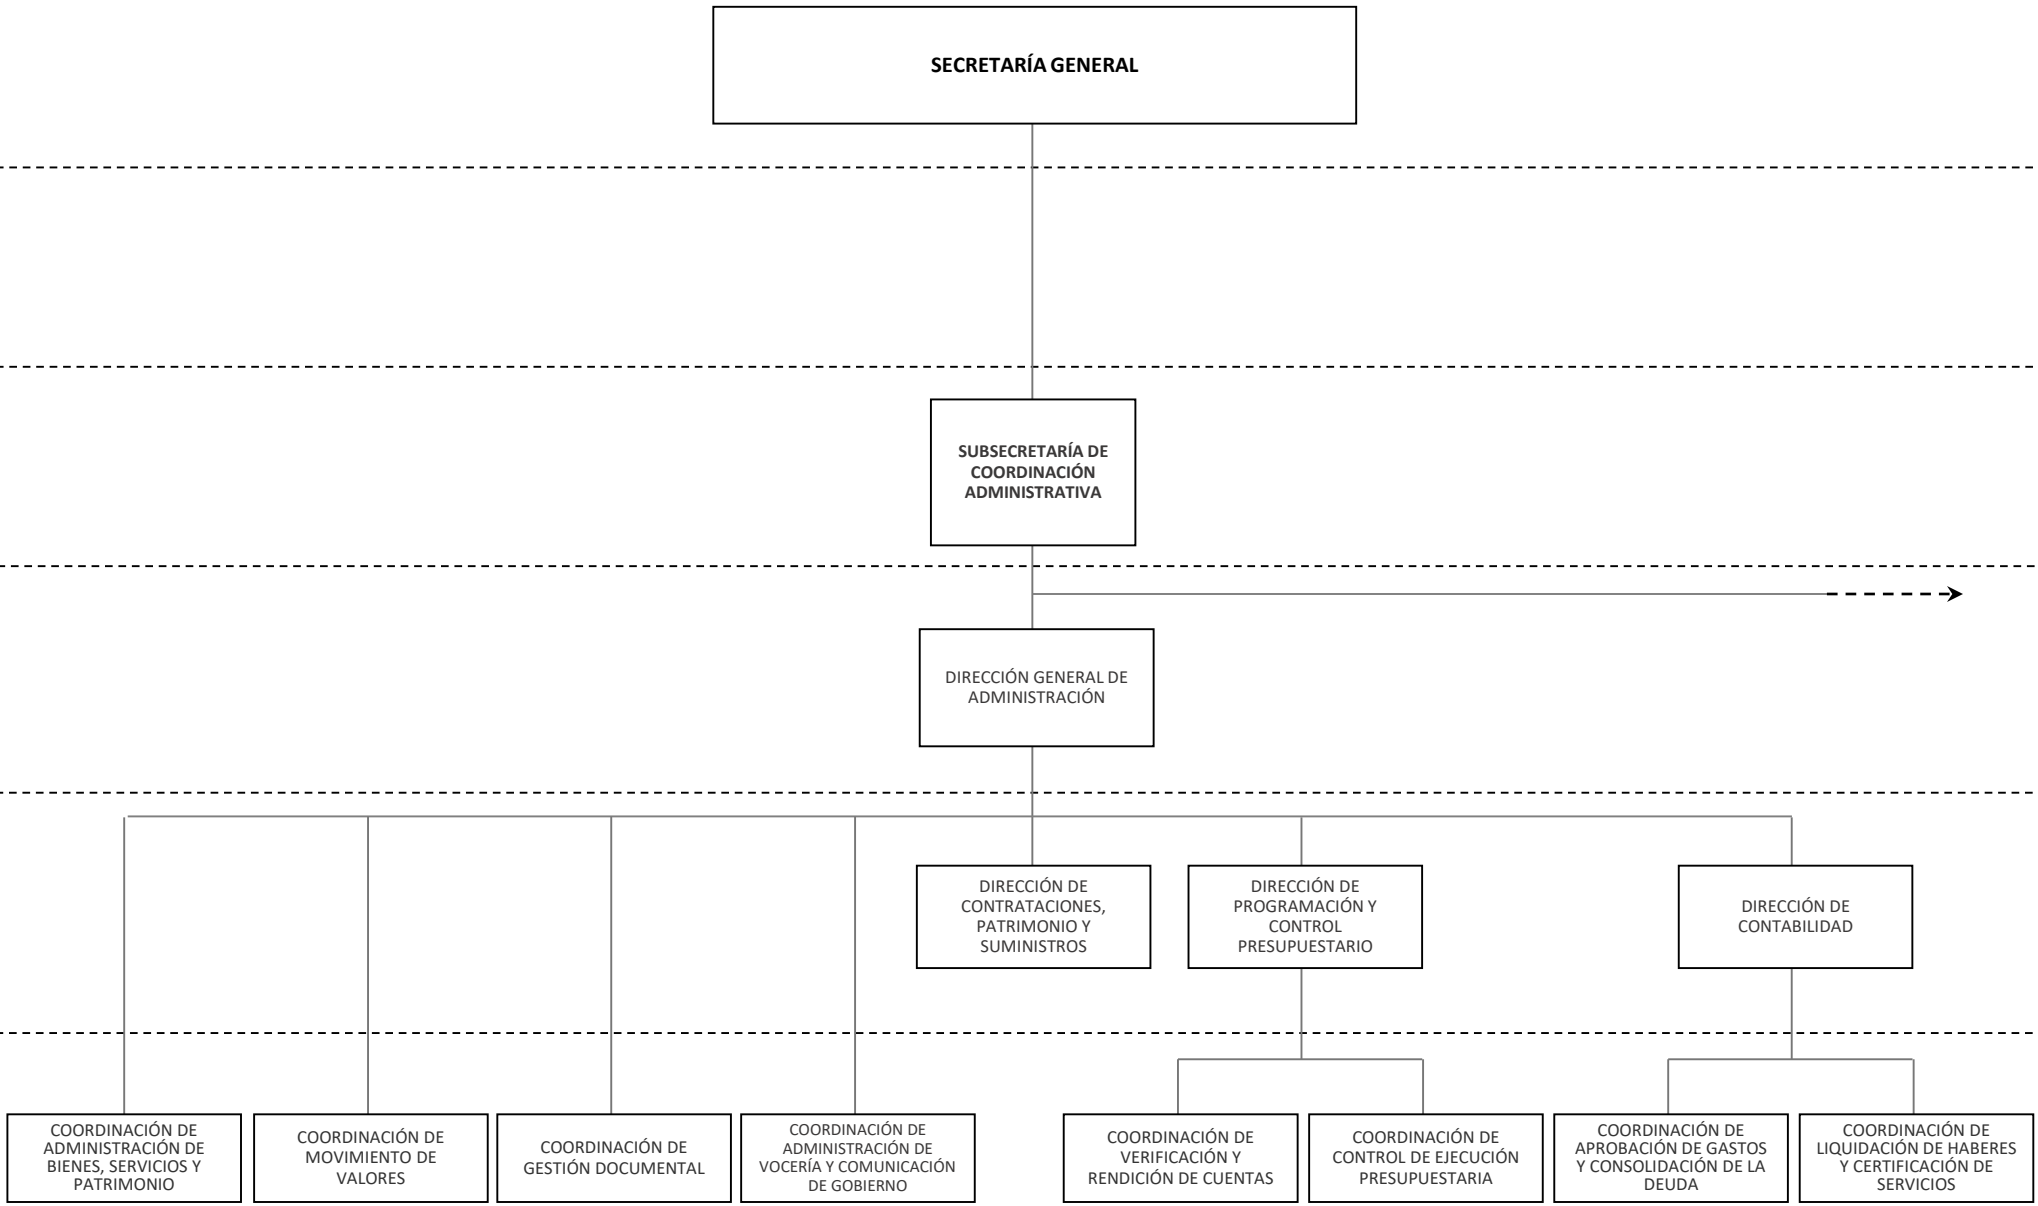 SECRETARÍA GENERAL
SUBSECRETARÍA DE
COORDINACIÓN
ADMINISTRATIVA
DIRECCIÓN GENERAL DE
ADMINISTRACIÓN
DIRECCIÓN DE
CONTRATACIONES,
PATRIMONIO Y
SUMINISTROS
DIRECCIÓN DE
PROGRAMACIÓN Y
CONTROL
PRESUPUESTARIO
DIRECCIÓN DE
CONTABILIDAD
COORDINACIÓN DE
ADMINISTRACIÓN DE
BIENES, SERVICIOS Y
PATRIMONIO
COORDINACIÓN DE
MOVIMIENTO DE
VALORES
COORDINACIÓN DE
GESTIÓN DOCUMENTAL
COORDINACIÓN DE
ADMINISTRACIÓN DE
VOCERÍA Y COMUNICACIÓN
DE GOBIERNO
COORDINACIÓN DE
VERIFICACIÓN Y
RENDICIÓN DE CUENTAS
COORDINACIÓN DE
CONTROL DE EJECUCIÓN
PRESUPUESTARIA
COORDINACIÓN DE
APROBACIÓN DE GASTOS
Y CONSOLIDACIÓN DE LA
DEUDA
COORDINACIÓN DE
LIQUIDACIÓN DE HABERES
Y CERTIFICACIÓN DE
SERVICIOS